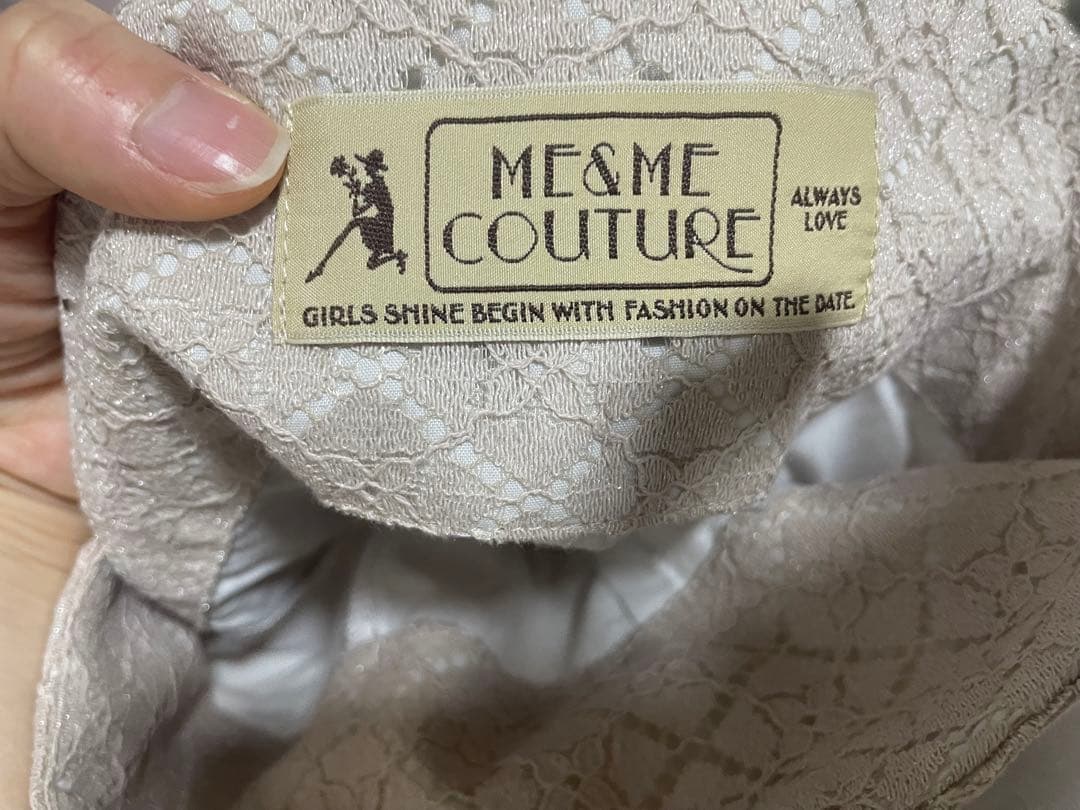 ME&ME
COUTURE
ALWAYS
LOVE
GIRLS SHINE BEGIN WITH FASHION ON THE DATE.